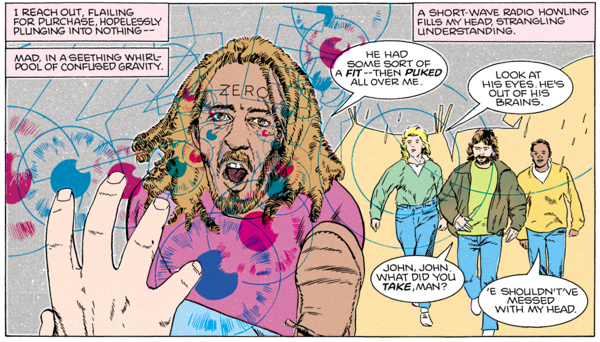 I REACH OUT, FLAILING
FOR PURCHASE, HOPELESSLY
PLUNGING INTO NOTHING--
MAD, IN A SEETHING WHIRL-
POOL OF CONFUSED GRAVITY.
A SHORT-WAVE RADIO HOWLING
FILLS MY HEAD, STRANGLING
UNDERSTANDING.
ZERO
HE HAD
SOME SORT OF
A FIT--THEN PUKED
ALL OVER ME.
LOOK AT
HIS EYES. HE'S
OUT OF HIS
BRAINS.
JOHN, JOHN.
WHAT DID YOU
TAKE, MAN?
'E SHOULDN'T'VE
MESSED
WITH MY HEAD.